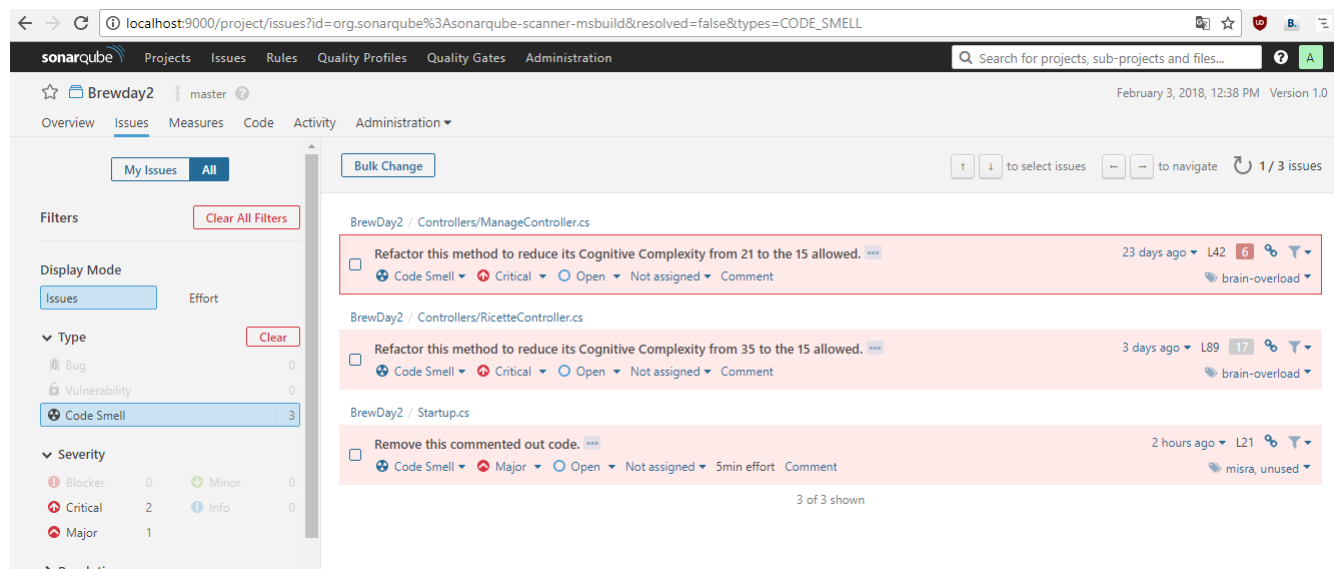 localhost:9000/project/issues?id=org.sonarqube%3Asonarqube-scanner-msbuild&resolved=false&types=CODE_SMELL
B.
sonarqube Projects Issues Rules Quality Profiles Quality Gates Administration Search for projects, sub-projects and files... ? A
Brewday2 master ? February 3, 2018, 12:38 PM Version 1.0
Overview Issues Measures Code Activity Administration
My Issues All
Bulk Change ↑ ↓ to select issues ← → to navigate 1 / 3 issues
Filters Clear All Filters
Display Mode
Issues Effort
Type Clear
Bug 0
Vulnerability 0
Code Smell 3
Severity
Blocker 0 Minor 0
Critical 2 Info 0
Major 1
BrewDay2 / Controllers/ManageController.cs
Refactor this method to reduce its Cognitive Complexity from 21 to the 15 allowed. ••• 23 days ago L42 6
Code Smell Critical Open Not assigned Comment brain-overload
BrewDay2 / Controllers/RicetteController.cs
Refactor this method to reduce its Cognitive Complexity from 35 to the 15 allowed. ••• 3 days ago L89 17
Code Smell Critical Open Not assigned Comment brain-overload
BrewDay2 / Startup.cs
Remove this commented out code. ••• 2 hours ago L21
Code Smell Major Open Not assigned 5min effort Comment misra, unused
3 of 3 shown